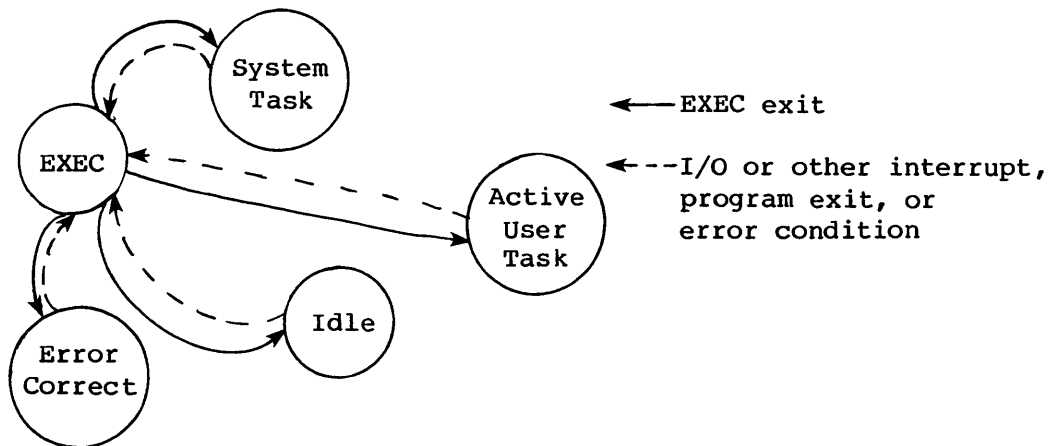 System
Task
EXEC
EXEC exit
I/O or other interrupt,
program exit, or
error condition
Active
User
Task
Idle
Error
Correct